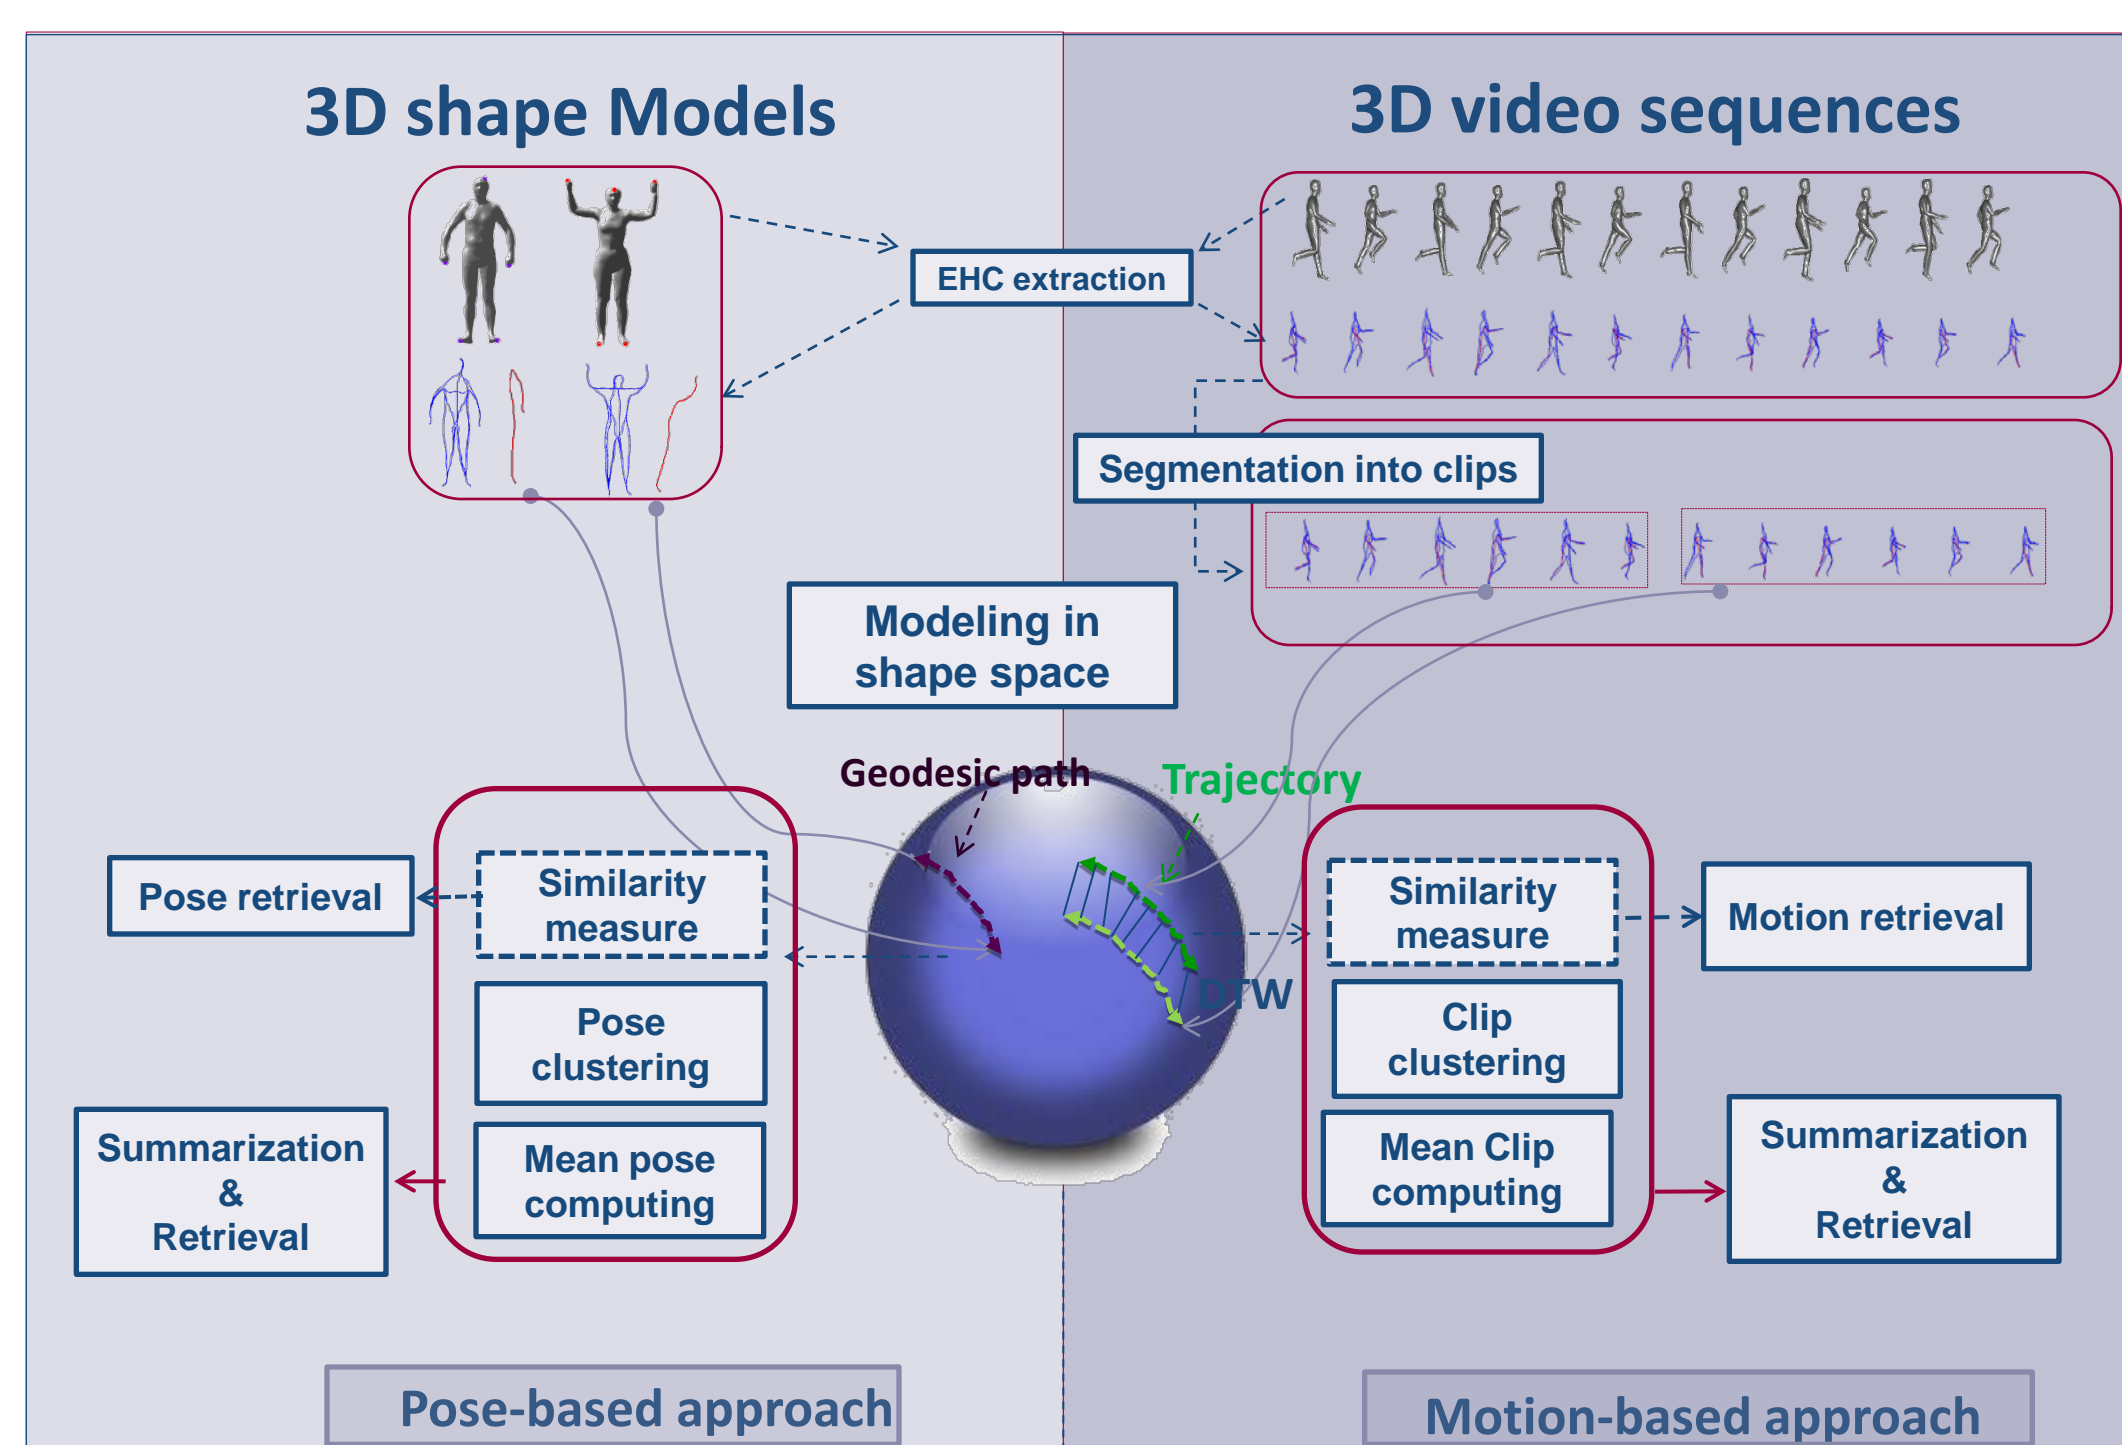 3D shape Models
3D video sequences
EHC extraction
Segmentation into clips
Modeling in
shape space
Geodesic path
Trajectory
DTW
Pose retrieval
Similarity
measure
Pose
clustering
Mean pose
computing
Summarization
&
Retrieval
Similarity
measure
Clip
clustering
Mean Clip
computing
Motion retrieval
Summarization
&
Retrieval
Pose-based approach
Motion-based approach